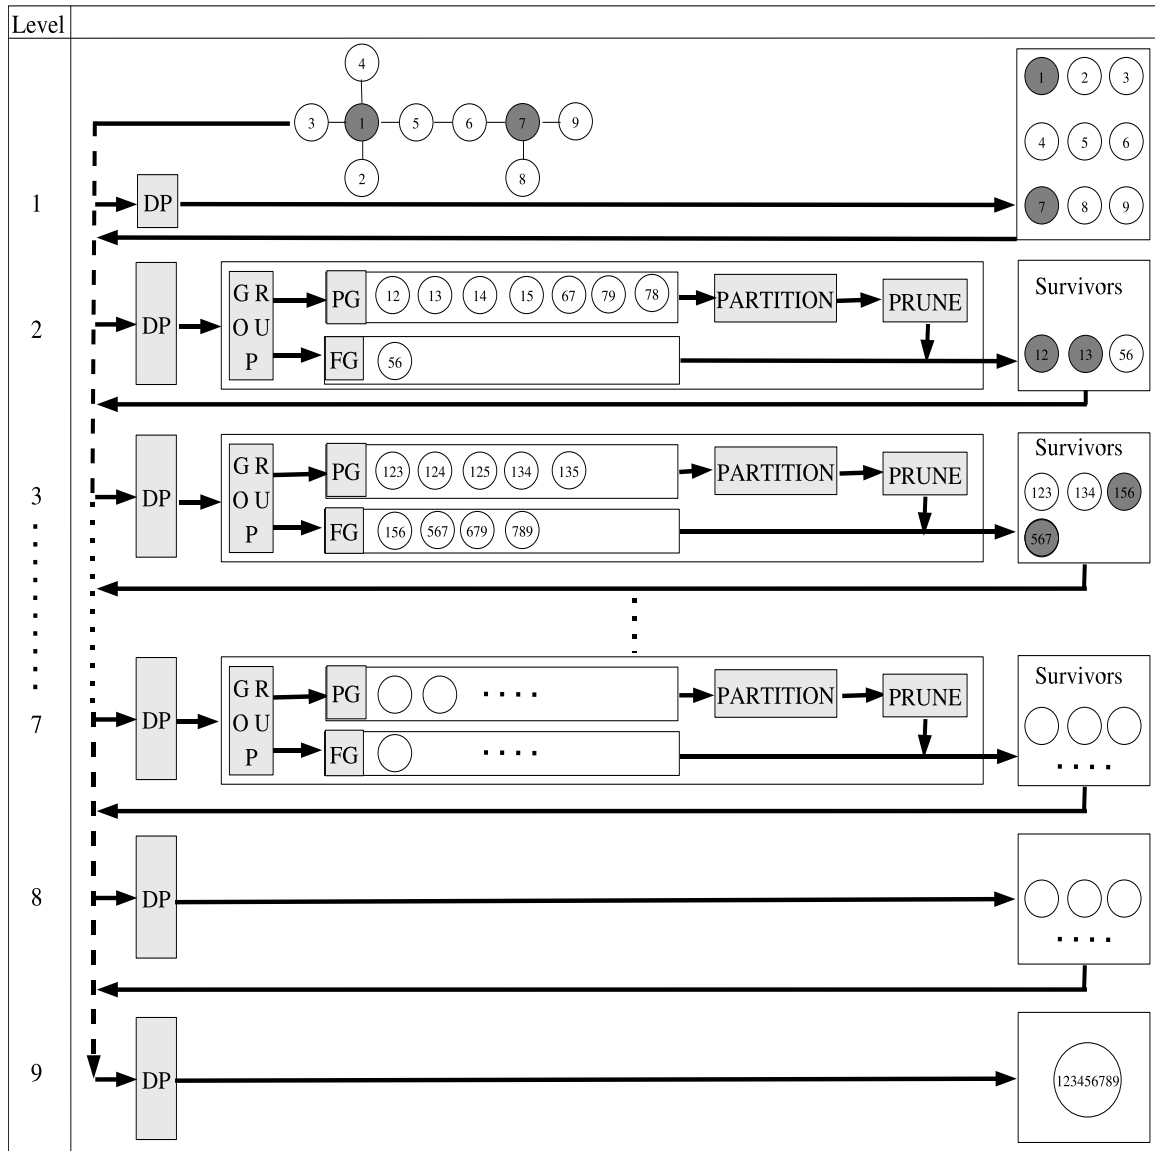 Level
4
3 1 5 6 7 9
2 8
1 2 3
4 5 6
7 8 9
1
DP
2
DP
G R
O U
P
PG
12 13 14 15 67 79 78
PARTITION
PRUNE
FG
56
Survivors
12 13 56
3
DP
G R
O U
P
PG
123 124 125 134 135
PARTITION
PRUNE
FG
156 567 679 789
Survivors
123 134 156
567
7
DP
G R
O U
P
PG
PARTITION
PRUNE
FG
Survivors
8
DP
9
DP
123456789